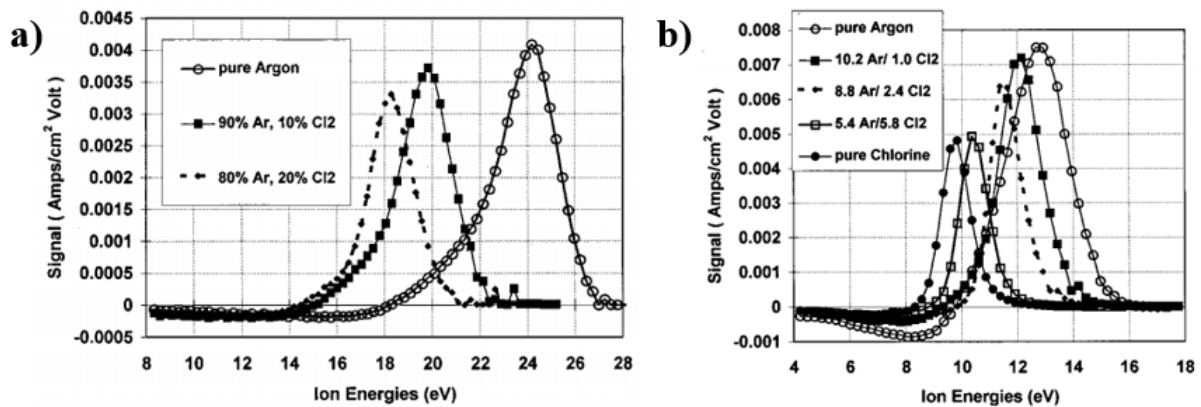 a)
0.0045
0.004
0.0035
0.003
0.0025
0.002
0.0015
0.001
0.0005
0
-0.0005
Signal ( Amps/cm² Volt)
pure Argon
90% Ar, 10% Cl2
80% Ar, 20% Cl2
8 10 12 14 16 18 20 22 24 26 28
Ion Energies (eV)
b)
0.008
0.007
0.006
0.005
0.004
0.003
0.002
0.001
0
-0.001
Signal ( Amps/cm² Volt)
pure Argon
10.2 Ar/ 1.0 Cl2
8.8 Ar/ 2.4 Cl2
5.4 Ar/5.8 Cl2
pure Chlorine
4 6 8 10 12 14 16 18
Ion Energies (eV)